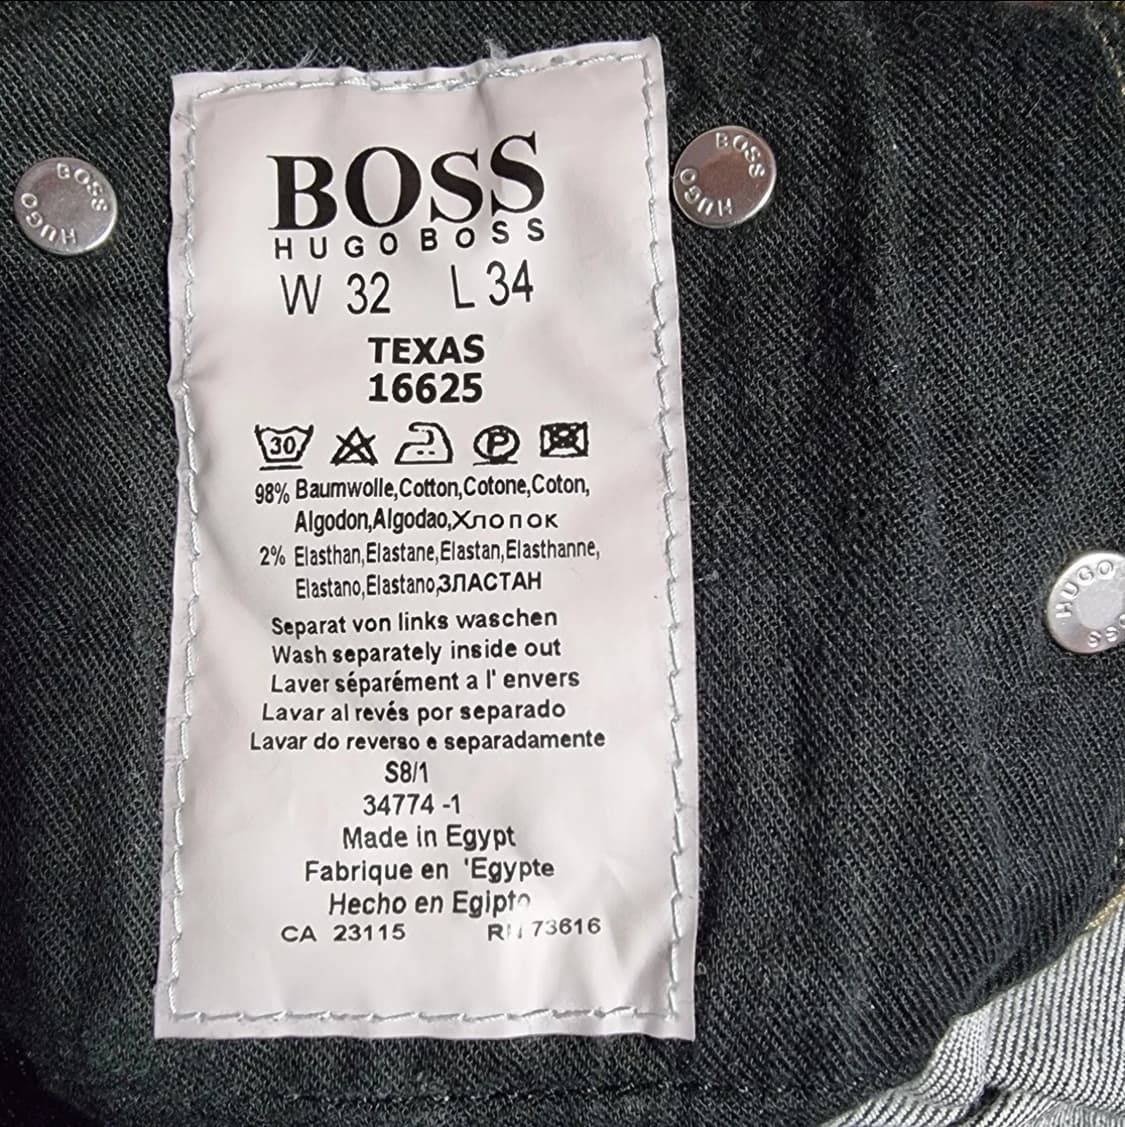 BOSS
HUGO BOSS
W 32 L 34
TEXAS
16625
30 P
98% Baumwolle,Cotton,Cotone,Coton,
Algodon,Algodao,Хлопок
2% Elasthan,Elastane,Elastan,Elasthanne,
Elastano,Elastano,ЗЛАСТАН
Separat von links waschen
Wash separately inside out
Laver séparément a l' envers
Lavar al revés por separado
Lavar do reverso e separadamente
S8/1
34774 -1
Made in Egypt
Fabrique en 'Egypte
Hecho en Egipto
CA 23115 73616
BOSS HUGO
BOSS HUGO
HUGO